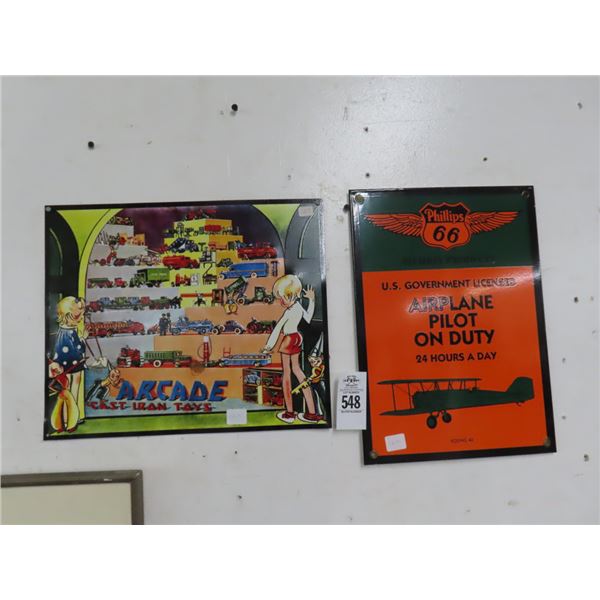 ARCADE
CAST IRON TOYS
548
Phillips
66
U.S. GOVERNMENT LICENSED
AIRPLANE
PILOT
ON DUTY
24 HOURS A DAY